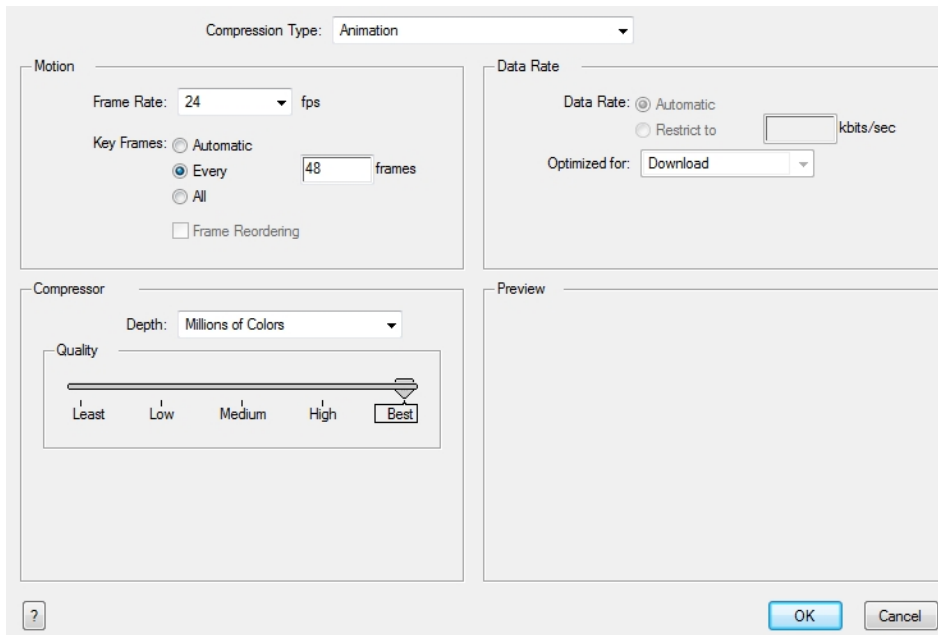 Compression Type: Animation
Motion
Frame Rate: 24 fps
Key Frames: Automatic
Every 48 frames
All
Frame Reordering
Data Rate
Data Rate: Automatic
Restrict to kbits/sec
Optimized for: Download
Compressor
Depth: Millions of Colors
Quality
Least Low Medium High Best
Preview
? OK Cancel